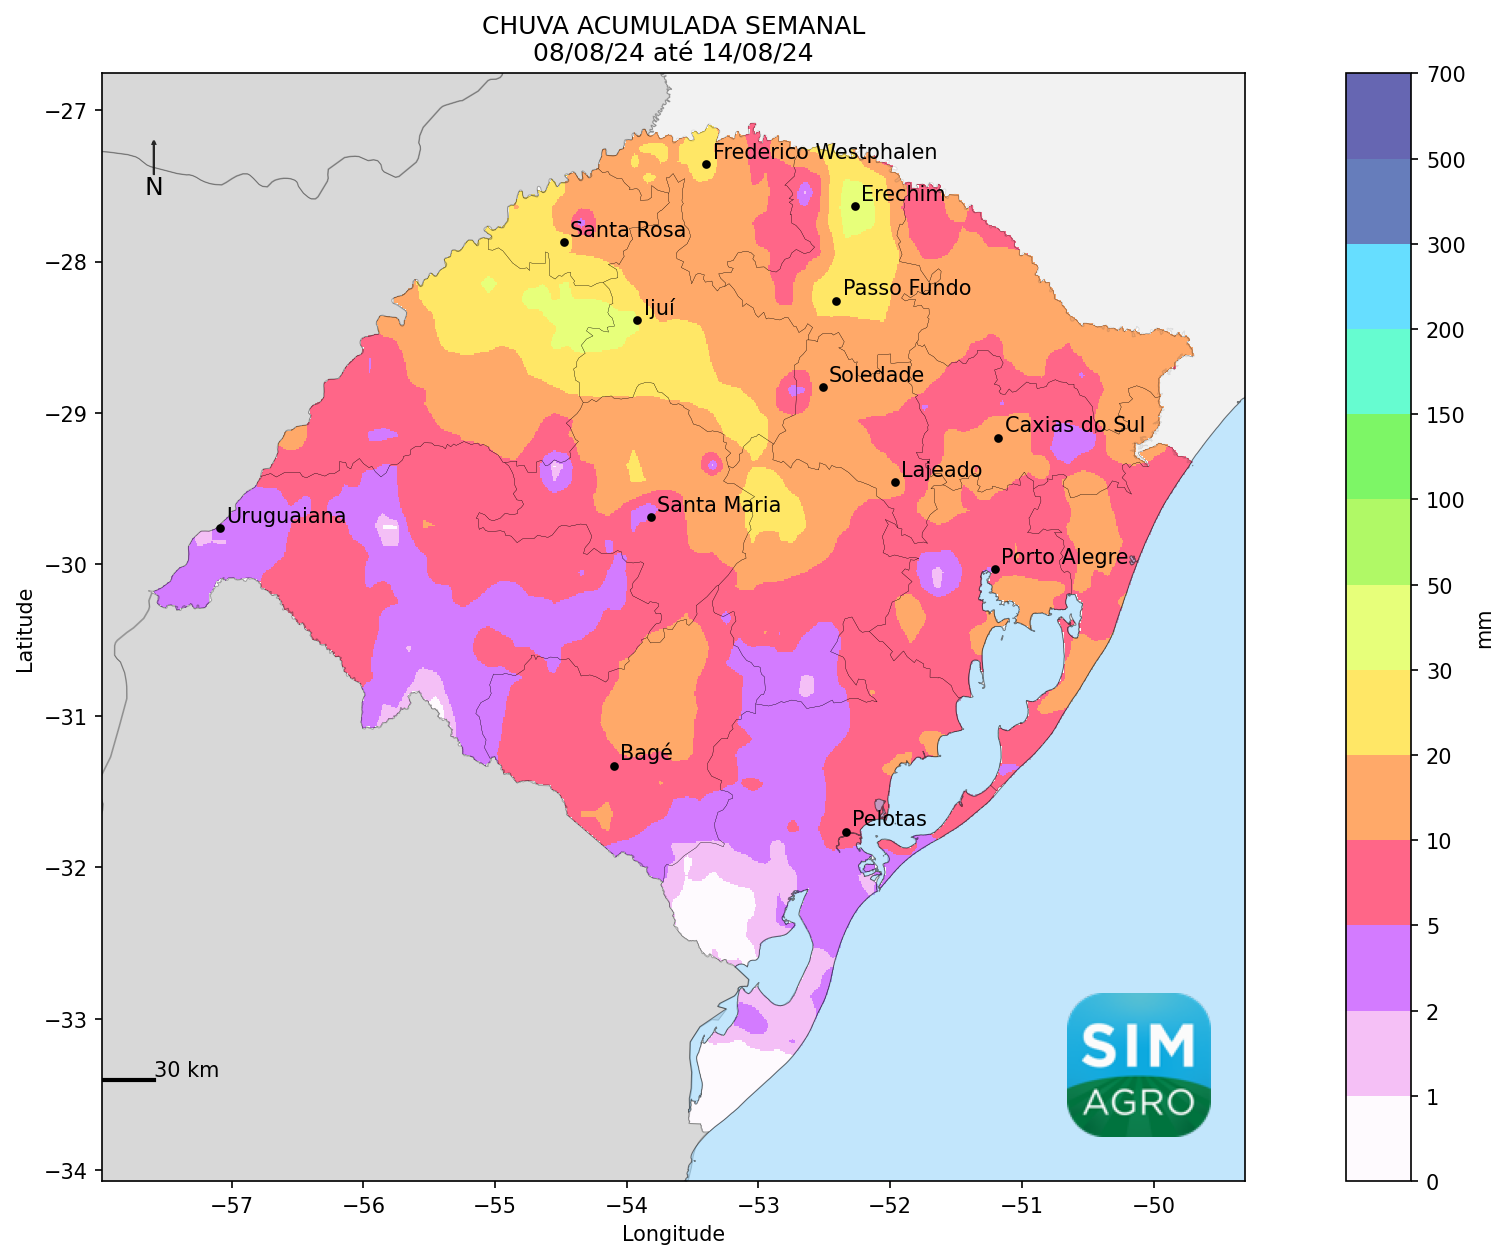 CHUVA ACUMULADA SEMANAL
08/08/24 até 14/08/24
−27
−28
−29
−30
−31
−32
−33
−34
Latitude
N
Frederico Westphalen
Erechim
Santa Rosa
Passo Fundo
Ijuí
Soledade
Caxias do Sul
Lajeado
Santa Maria
Uruguaiana
Porto Alegre
Bagé
Pelotas
30 km
SIM
AGRO
−57
−56
−55
−54
−53
−52
−51
−50
Longitude
700
500
300
200
150
100
50
30
20
10
5
2
1
0
mm